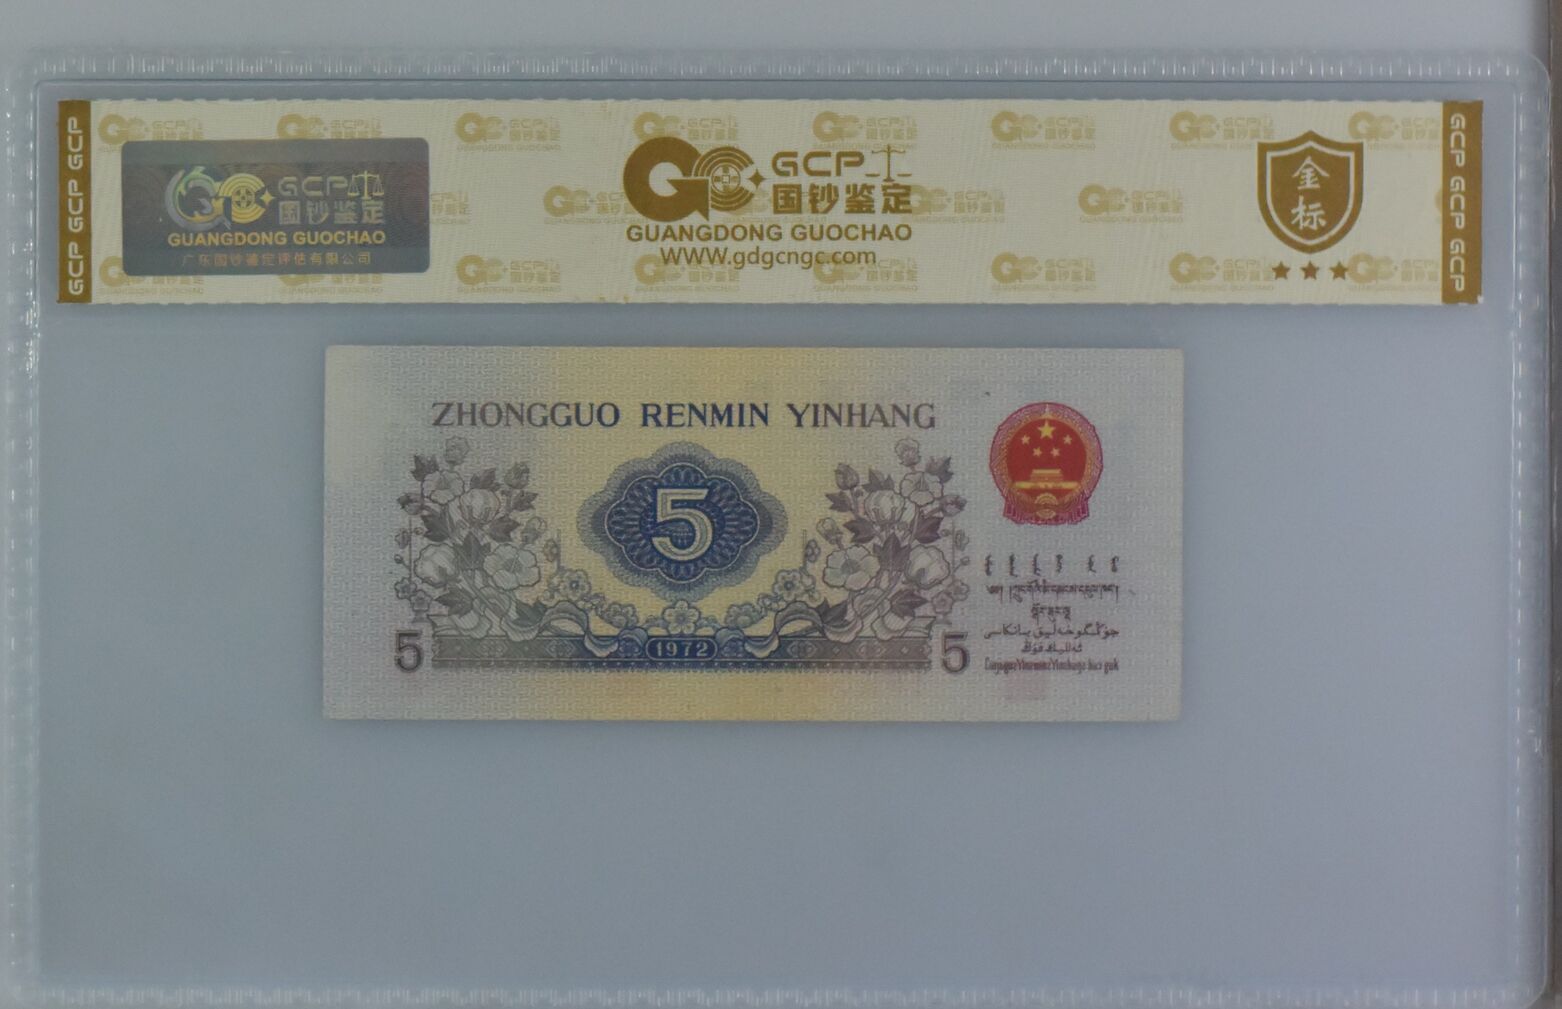 GCP GCP GCP
GCP
国钞鉴定
GUANGDONG GUOCHAO
广东国钞鉴定评估有限公司
GCP
国钞鉴定
GUANGDONG GUOCHAO
WWW.gdgcngc.com
金
标
GCP GCP GCP
ZHONGGUO RENMIN YINHANG
5
1972
5
5
جۇڭگوخەلىق بانكاسى